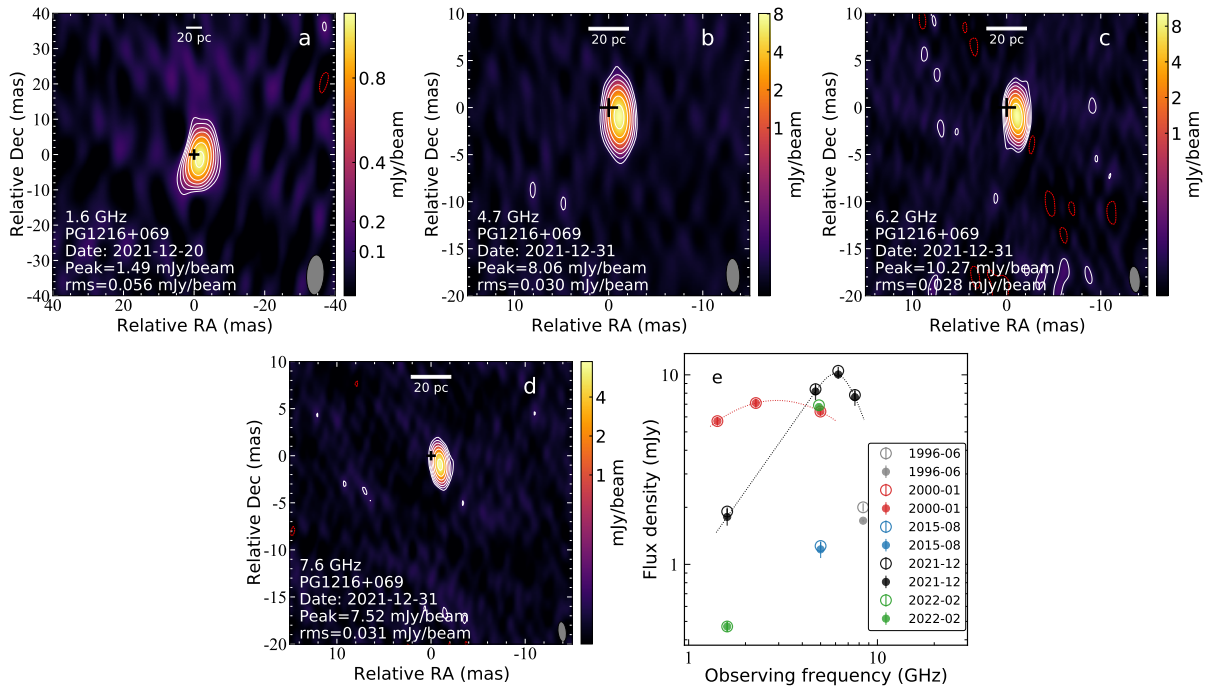 a
20 pc
1.6 GHz
PG1216+069
Date: 2021-12-20
Peak=1.49 mJy/beam
rms=0.056 mJy/beam
40
30
20
10
0
-10
-20
-30
-40
Relative Dec (mas)
40
20
0
-20
-40
Relative RA (mas)
0.8
0.4
0.2
0.1
mJy/beam
b
20 pc
4.7 GHz
PG1216+069
Date: 2021-12-31
Peak=8.06 mJy/beam
rms=0.030 mJy/beam
10
5
0
-5
-10
-15
-20
Relative Dec (mas)
10
0
-10
Relative RA (mas)
8
4
2
1
mJy/beam
c
20 pc
6.2 GHz
PG1216+069
Date: 2021-12-31
Peak=10.27 mJy/beam
rms=0.028 mJy/beam
10
5
0
-5
-10
-15
-20
Relative Dec (mas)
10
0
-10
Relative RA (mas)
8
4
2
1
mJy/beam
d
20 pc
7.6 GHz
PG1216+069
Date: 2021-12-31
Peak=7.52 mJy/beam
rms=0.031 mJy/beam
10
5
0
-5
-10
-15
-20
Relative Dec (mas)
10
0
-10
Relative RA (mas)
4
2
1
mJy/beam
e
10
1
Flux density (mJy)
1
10
Observing frequency (GHz)
1996-06
1996-06
2000-01
2000-01
2015-08
2015-08
2021-12
2021-12
2022-02
2022-02